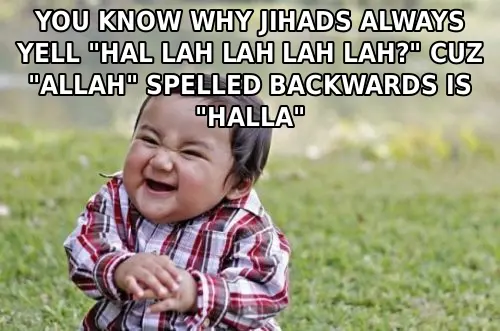 YOU KNOW WHY JIHADS ALWAYS
YELL "HAL LAH LAH LAH LAH?" CUZ
"ALLAH" SPELLED BACKWARDS IS
"HALLA"